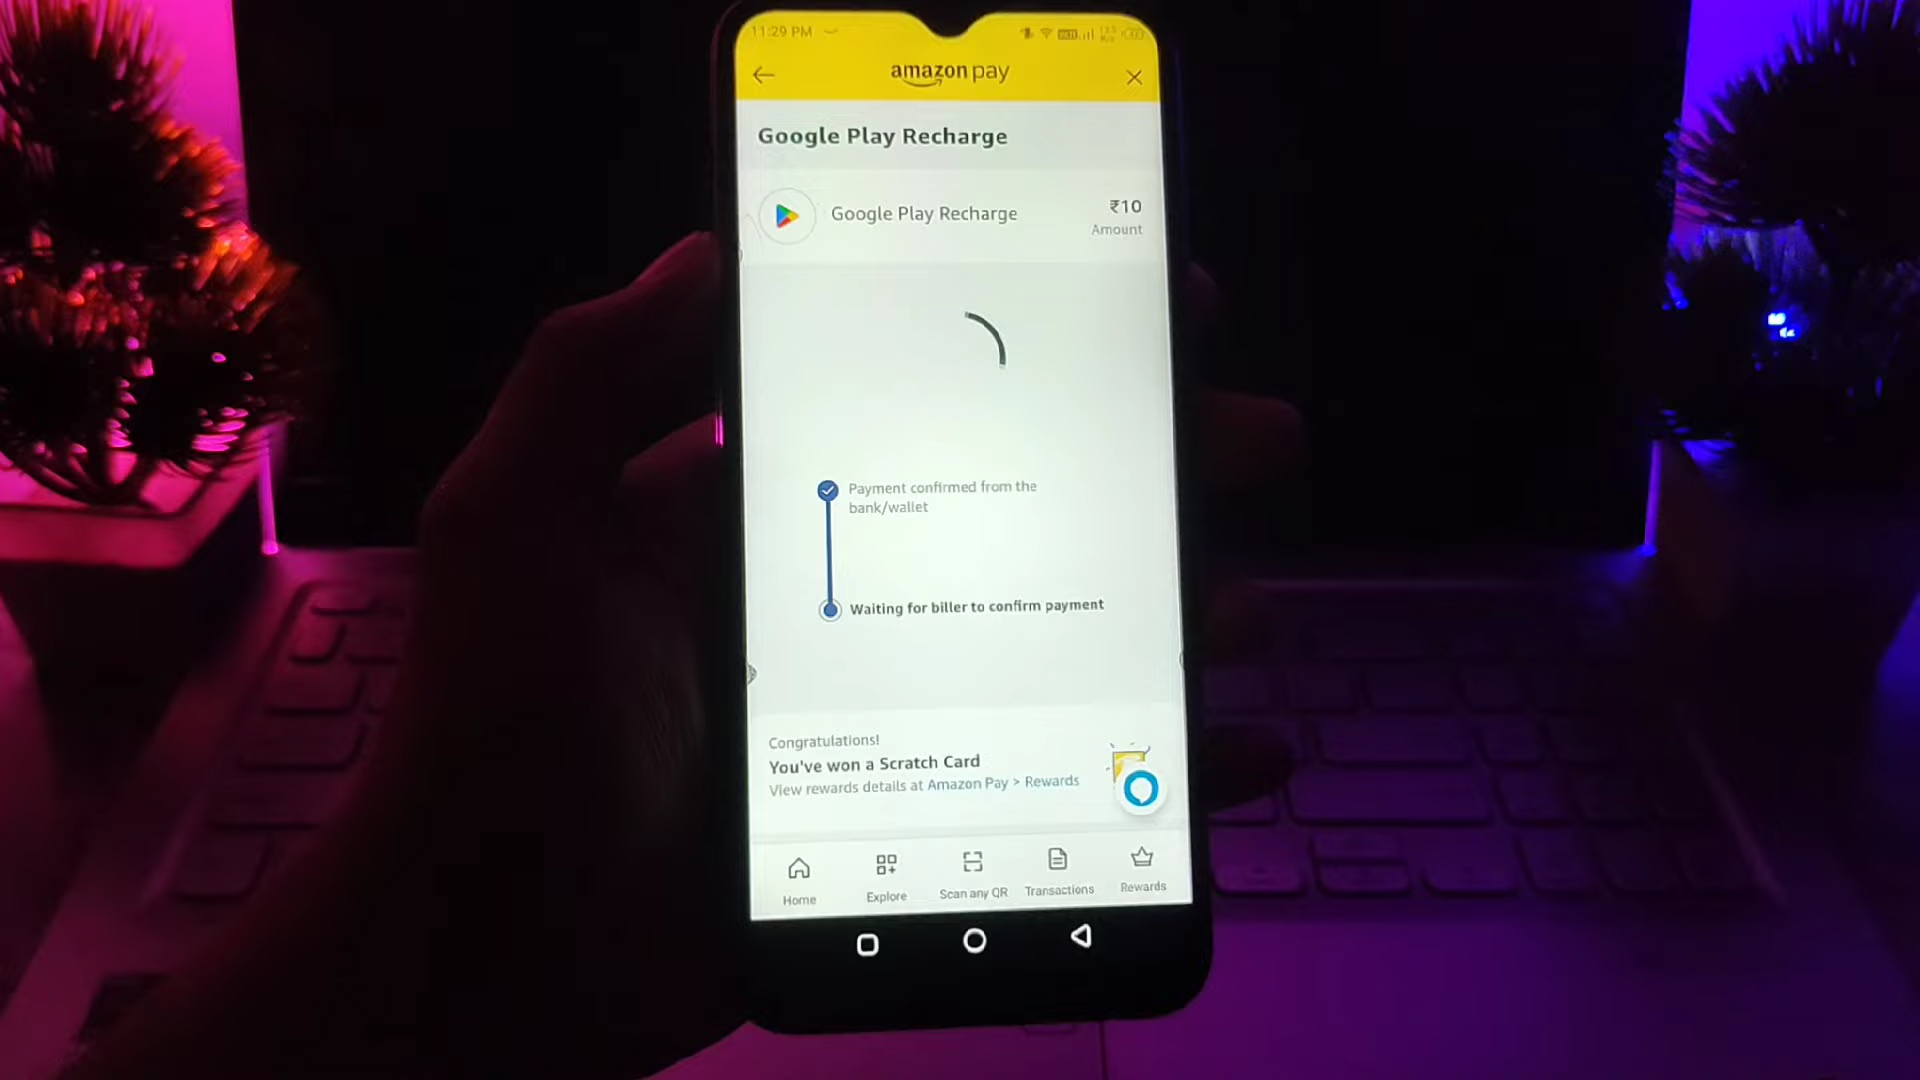 11:29 PM
amazon pay
Google Play Recharge
Google Play Recharge
₹10
Amount
Payment confirmed from the
bank/wallet
Waiting for biller to confirm payment
Congratulations!
You've won a Scratch Card
View rewards details at Amazon Pay > Rewards
Home
Explore
Scan any QR
Transactions
Rewards